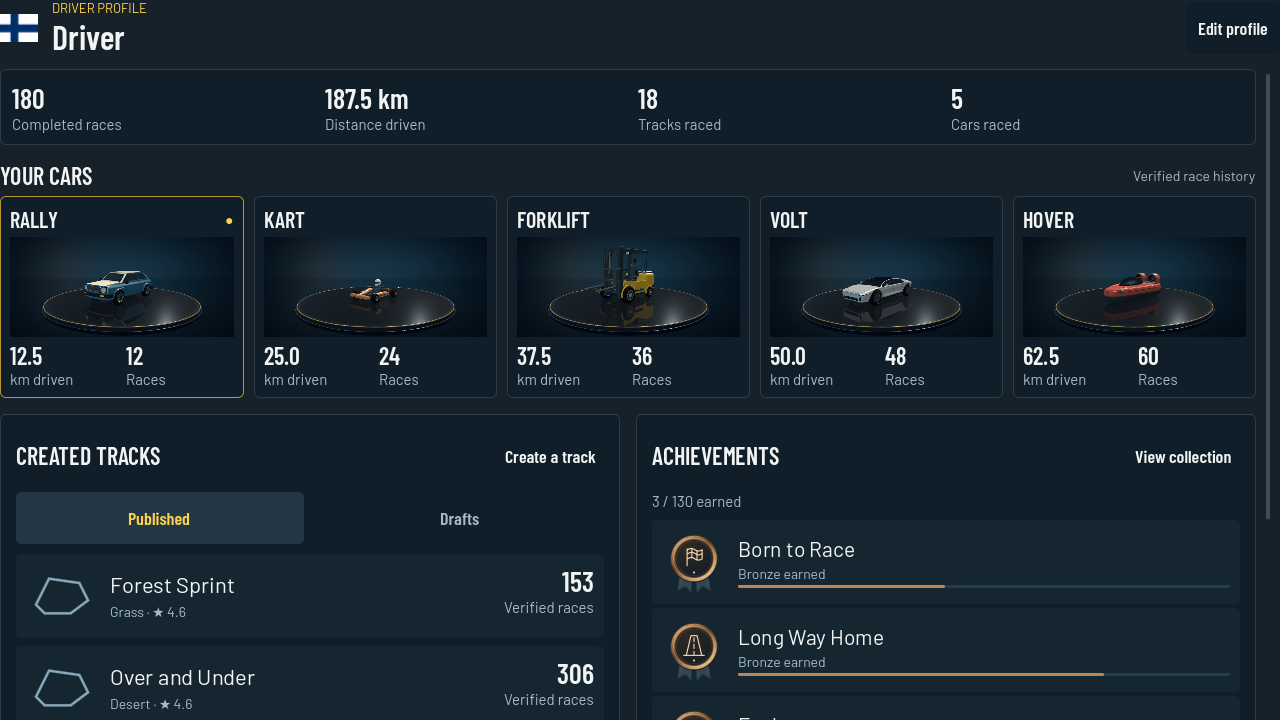 DRIVER PROFILE
Driver
Edit profile
180
Completed races
187.5 km
Distance driven
18
Tracks raced
5
Cars raced
YOUR CARS
Verified race history
RALLY
12.5
km driven
12
Races
KART
25.0
km driven
24
Races
FORKLIFT
37.5
km driven
36
Races
VOLT
50.0
km driven
48
Races
HOVER
62.5
km driven
60
Races
CREATED TRACKS
Create a track
Published
Drafts
Forest Sprint
Grass · ★ 4.6
153
Verified races
Over and Under
Desert · ★ 4.6
306
Verified races
ACHIEVEMENTS
View collection
3 / 130 earned
Born to Race
Bronze earned
Long Way Home
Bronze earned